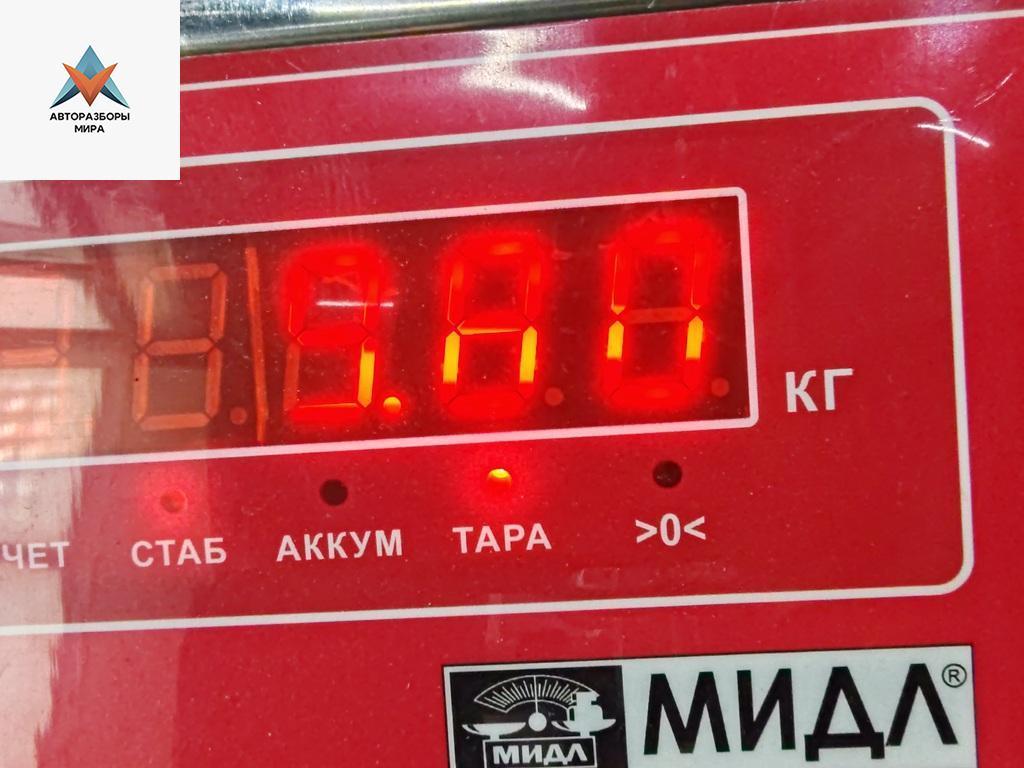 АВТОРАЗБОРЫ
МИРА
КГ
ЧЕТ СТАБ АККУМ ТАРА >0<
МИДЛ®
МИДЛ